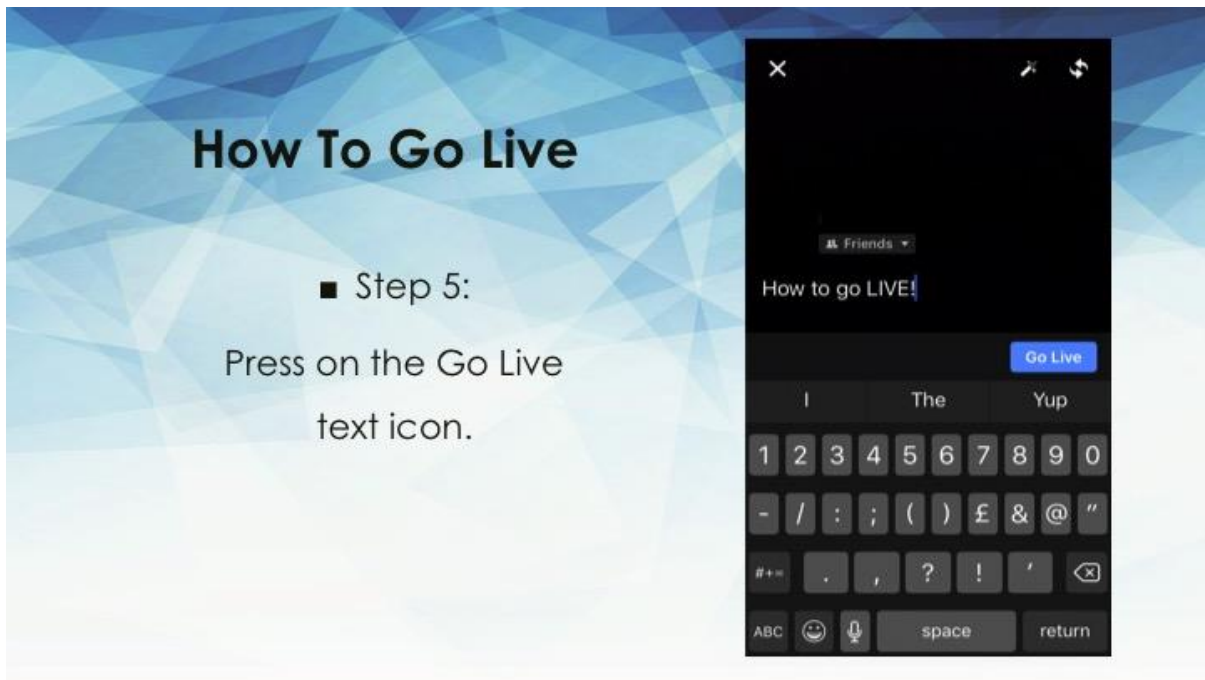 How To Go Live
■ Step 5:
Press on the Go Live
text icon.
Friends
How to go LIVE!
Go Live
I The Yup
1 2 3 4 5 6 7 8 9 0
- / : ; ( ) £ & @ "
#+= . , ? ! '
ABC space return